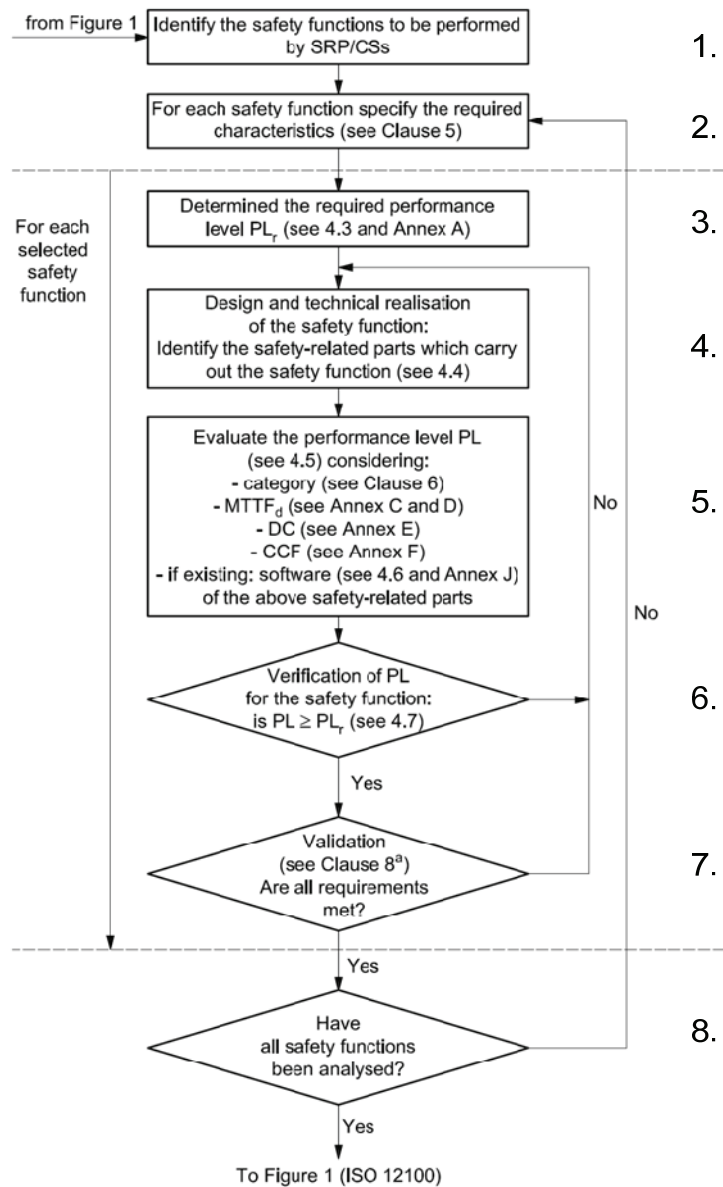 from Figure 1
Identify the safety functions to be performed
by SRP/CSs
1.
For each safety function specify the required
characteristics (see Clause 5)
2.
For each
selected
safety
function
Determined the required performance
level PLr (see 4.3 and Annex A)
3.
Design and technical realisation
of the safety function:
Identify the safety-related parts which carry
out the safety function (see 4.4)
4.
Evaluate the performance level PL
(see 4.5) considering:
- category (see Clause 6)
- MTTFd (see Annex C and D)
- DC (see Annex E)
- CCF (see Annex F)
- if existing: software (see 4.6 and Annex J)
of the above safety-related parts
5.
No
No
Verification of PL
for the safety function:
is PL ≥ PLr (see 4.7)
6.
Yes
Validation
(see Clause 8a)
Are all requirements
met?
7.
Yes
Have
all safety functions
been analysed?
8.
Yes
To Figure 1 (ISO 12100)